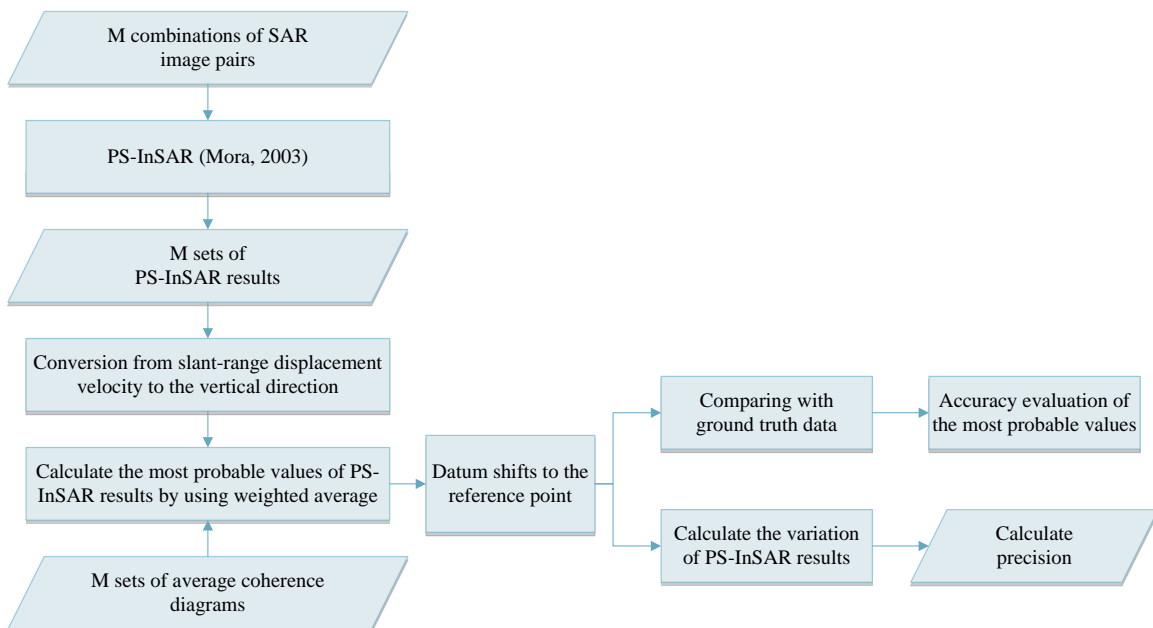 M combinations of SAR
image pairs
PS-InSAR (Mora, 2003)
M sets of
PS-InSAR results
Conversion from slant-range displacement
velocity to the vertical direction
Calculate the most probable values of PS-
InSAR results by using weighted average
M sets of average coherence
diagrams
Datum shifts to the
reference point
Comparing with
ground truth data
Accuracy evaluation of
the most probable values
Calculate the variation
of PS-InSAR results
Calculate
precision